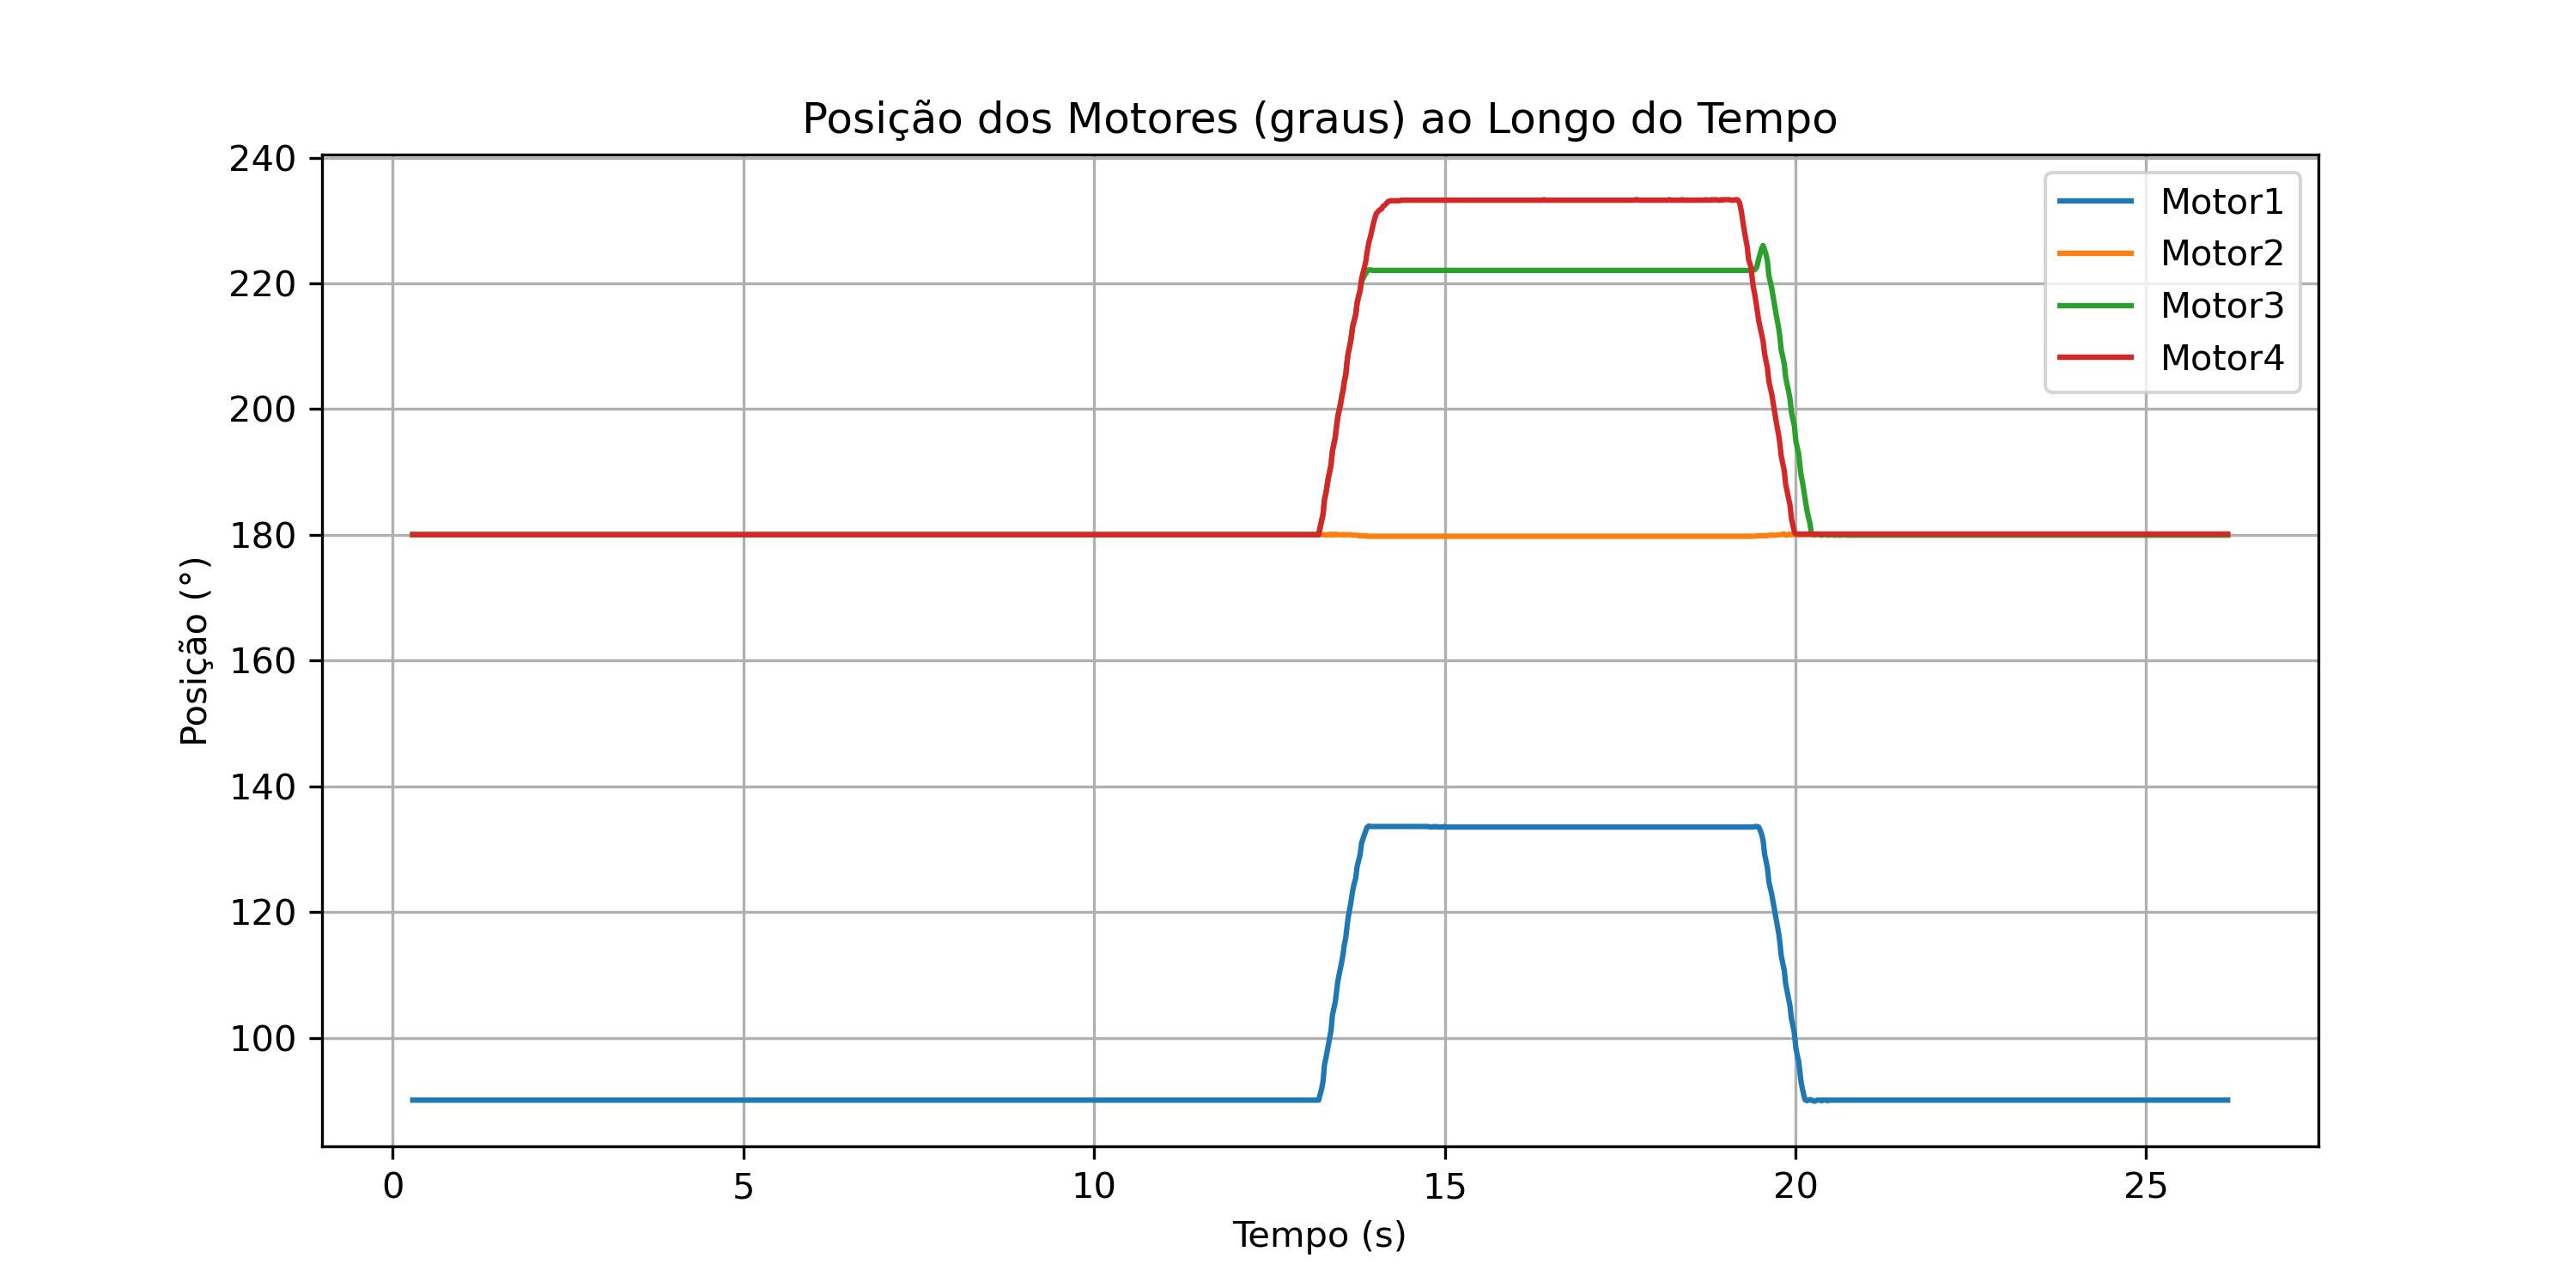 Posição dos Motores (graus) ao Longo do Tempo
240
220
200
180
160
140
120
100
Posição (°)
Motor1
Motor2
Motor3
Motor4
0 5 10 15 20 25
Tempo (s)